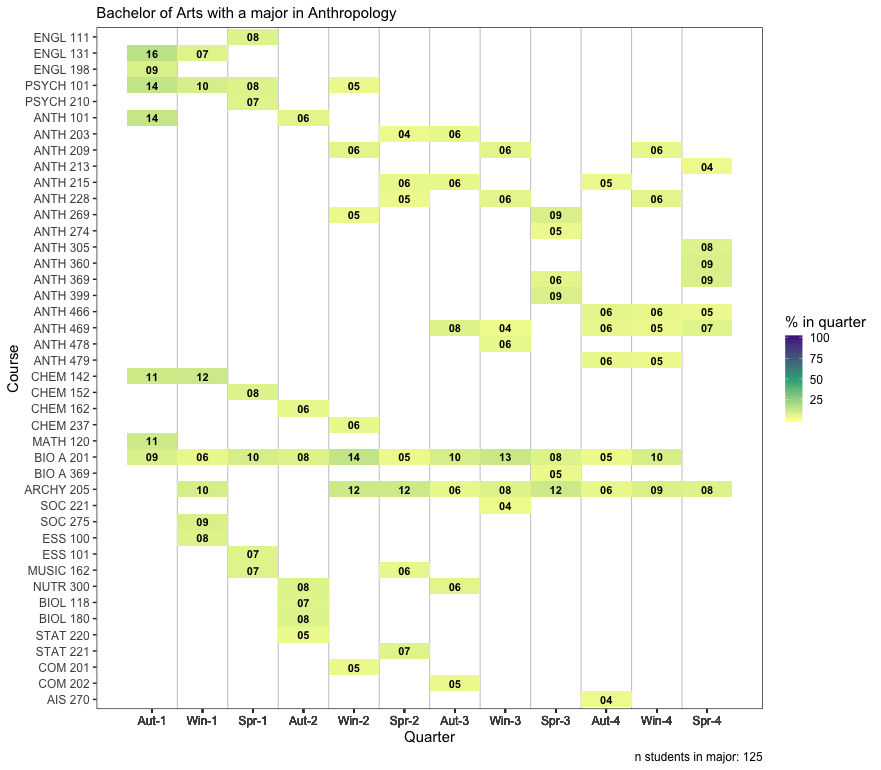 Bachelor of Arts with a major in Anthropology
ENGL 111 08
ENGL 131 16 07
ENGL 198 09
PSYCH 101 14 10 08 05
PSYCH 210 07
ANTH 101 14 06
ANTH 203 04 06
ANTH 209 06 06 06
ANTH 213 04
ANTH 215 06 06 05
ANTH 228 05 06 06
ANTH 269 05 09
ANTH 274 05
ANTH 305 08
ANTH 360 09
ANTH 369 06 09
ANTH 399 09
ANTH 466 06 06 05
ANTH 469 08 04 06 05 07
ANTH 478 06
ANTH 479 06 05
CHEM 142 11 12
CHEM 152 08
CHEM 162 06
CHEM 237 06
MATH 120 11
BIO A 201 09 06 10 08 14 05 10 13 08 05 10
BIO A 369 05
ARCHY 205 10 12 12 06 08 12 06 09 08
SOC 221 04
SOC 275 09
ESS 100 08
ESS 101 07
MUSIC 162 07 06
NUTR 300 08 06
BIOL 118 07
BIOL 180 08
STAT 220 05
STAT 221 07
COM 201 05
COM 202 05
AIS 270 04
Course
Aut-1 Win-1 Spr-1 Aut-2 Win-2 Spr-2 Aut-3 Win-3 Spr-3 Aut-4 Win-4 Spr-4
Quarter
% in quarter
100
75
50
25
n students in major: 125